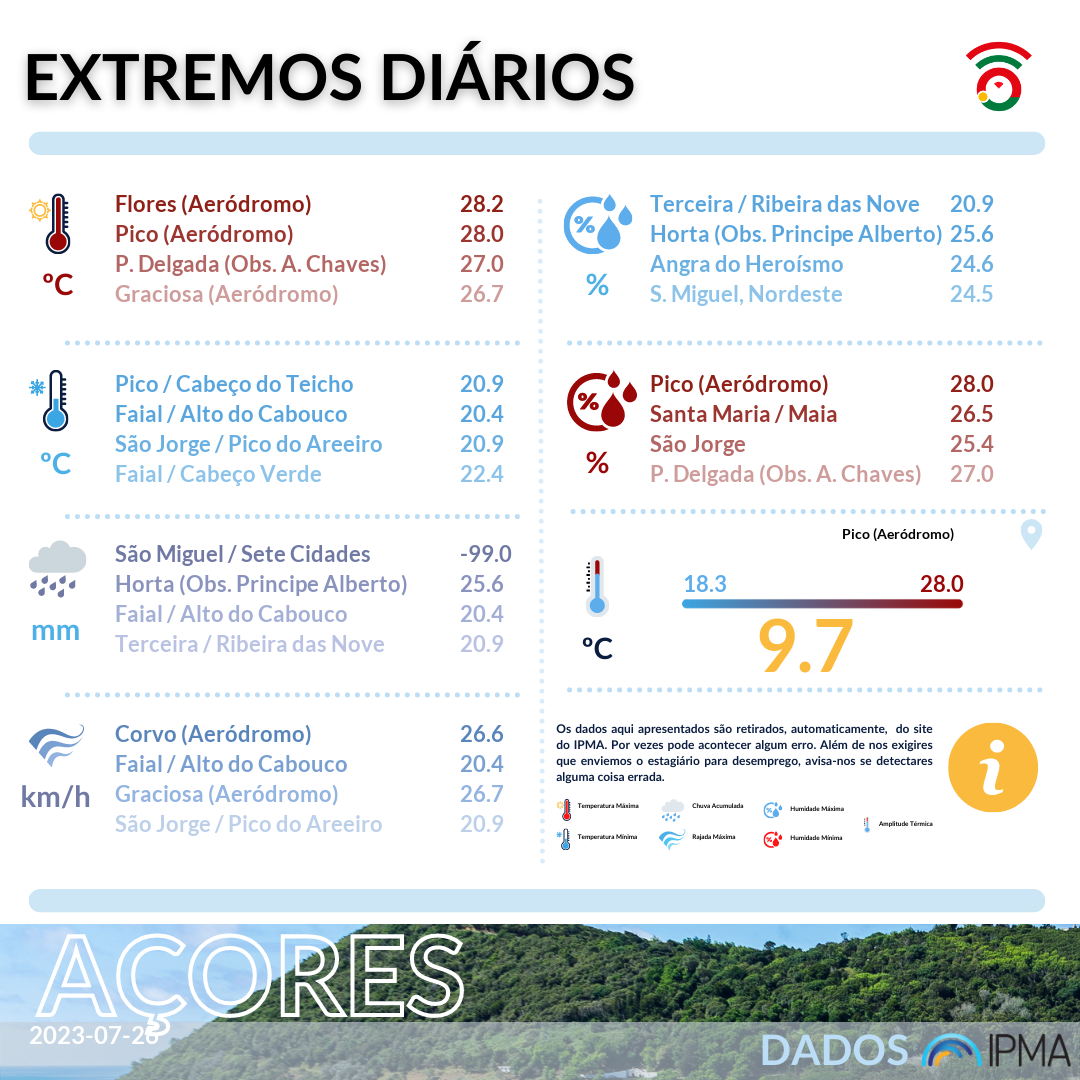 EXTREMOS DIÁRIOS
Flores (Aeródromo) 28.2
Pico (Aeródromo) 28.0
P. Delgada (Obs. A. Chaves) 27.0
Graciosa (Aeródromo) 26.7
ºC
Pico / Cabeço do Teicho 20.9
Faial / Alto do Cabouco 20.4
São Jorge / Pico do Areeiro 20.9
Faial / Cabeço Verde 22.4
ºC
São Miguel / Sete Cidades -99.0
Horta (Obs. Principe Alberto) 25.6
Faial / Alto do Cabouco 20.4
Terceira / Ribeira das Nove 20.9
mm
Corvo (Aeródromo) 26.6
Faial / Alto do Cabouco 20.4
Graciosa (Aeródromo) 26.7
São Jorge / Pico do Areeiro 20.9
km/h
Terceira / Ribeira das Nove 20.9
Horta (Obs. Principe Alberto) 25.6
Angra do Heroísmo 24.6
S. Miguel, Nordeste 24.5
%
%
Pico (Aeródromo) 28.0
Santa Maria / Maia 26.5
São Jorge 25.4
P. Delgada (Obs. A. Chaves) 27.0
%
%
Pico (Aeródromo)
18.3 28.0
9.7
ºC
Os dados aqui apresentados são retirados, automaticamente, do site
do IPMA. Por vezes pode acontecer algum erro. Além de nos exigires
que enviemos o estagiário para desemprego, avisa-nos se detectares
alguma coisa errada.
i
Temperatura Máxima Chuva Acumulada % Humidade Máxima
Amplitude Térmica
Temperatura Mínima Rajada Máxima % Humidade Mínima
AÇORES
2023-07-26
DADOS IPMA